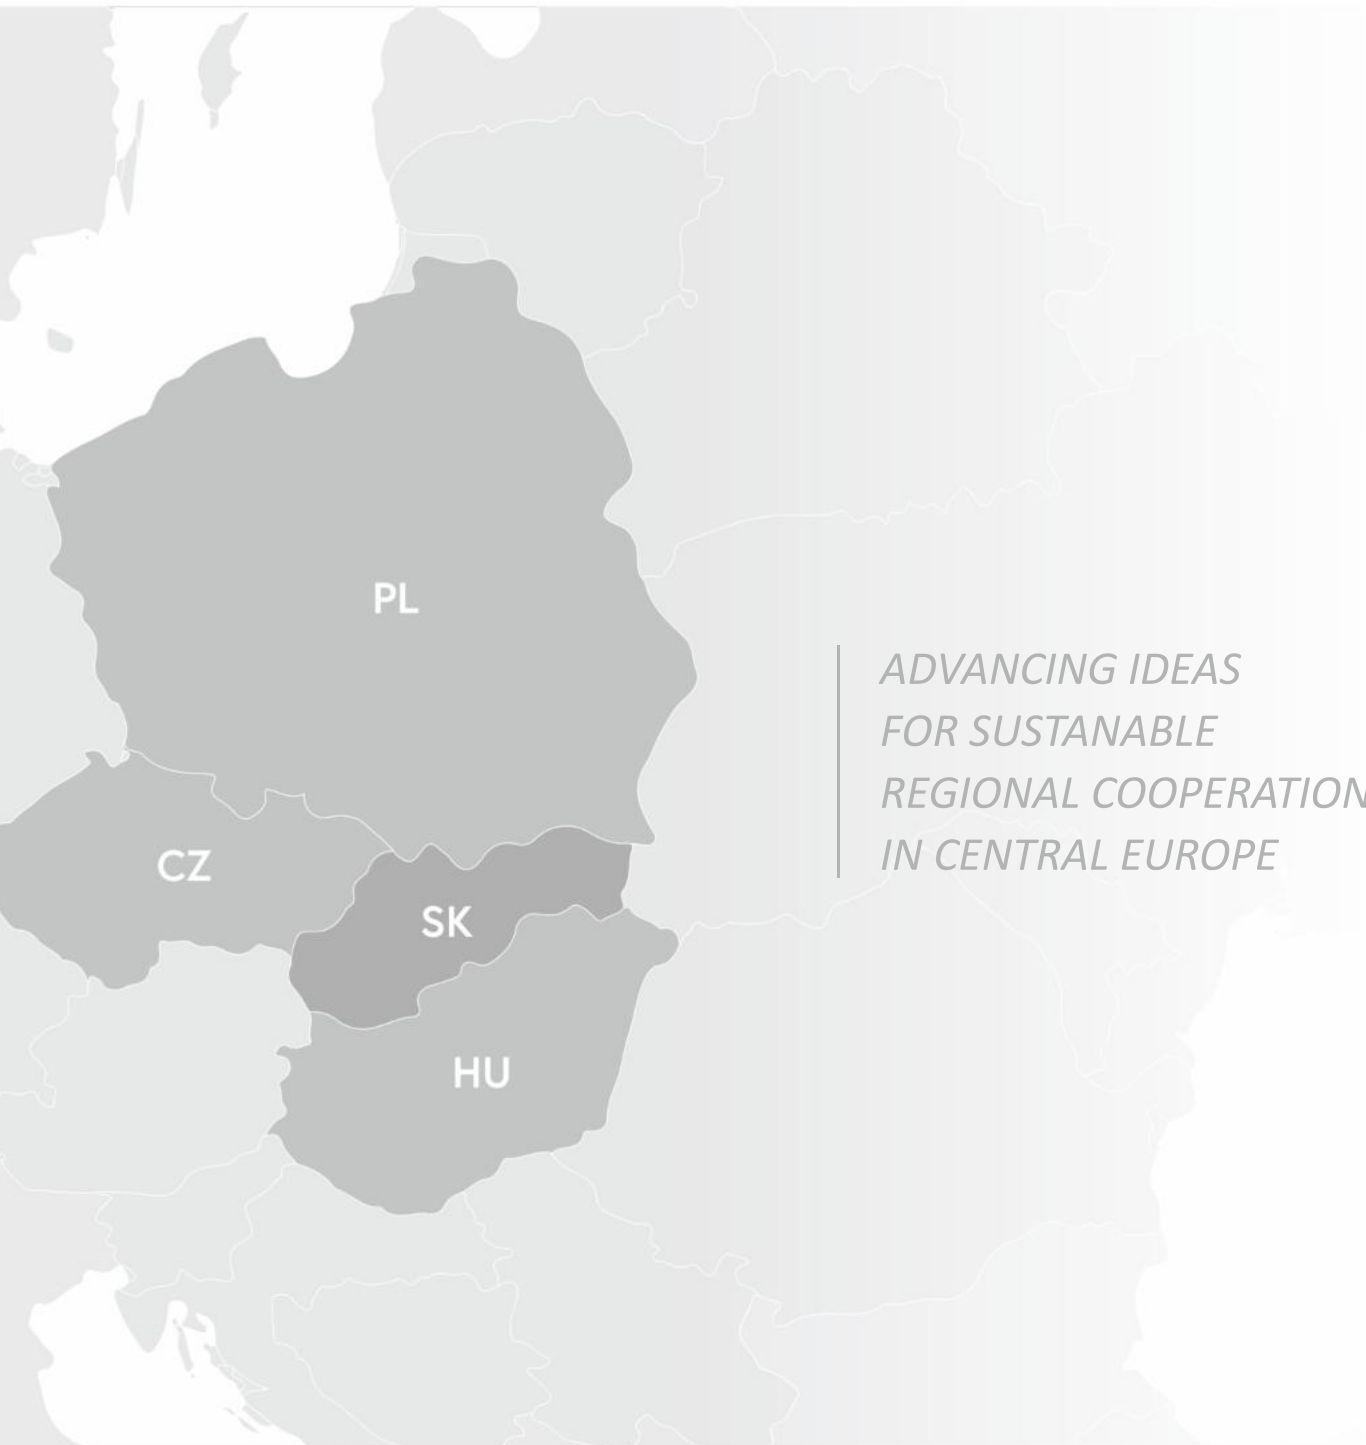 PL
ADVANCING IDEAS
FOR SUSTANABLE
REGIONAL COOPERATION
IN CENTRAL EUROPE
CZ
SK
HU